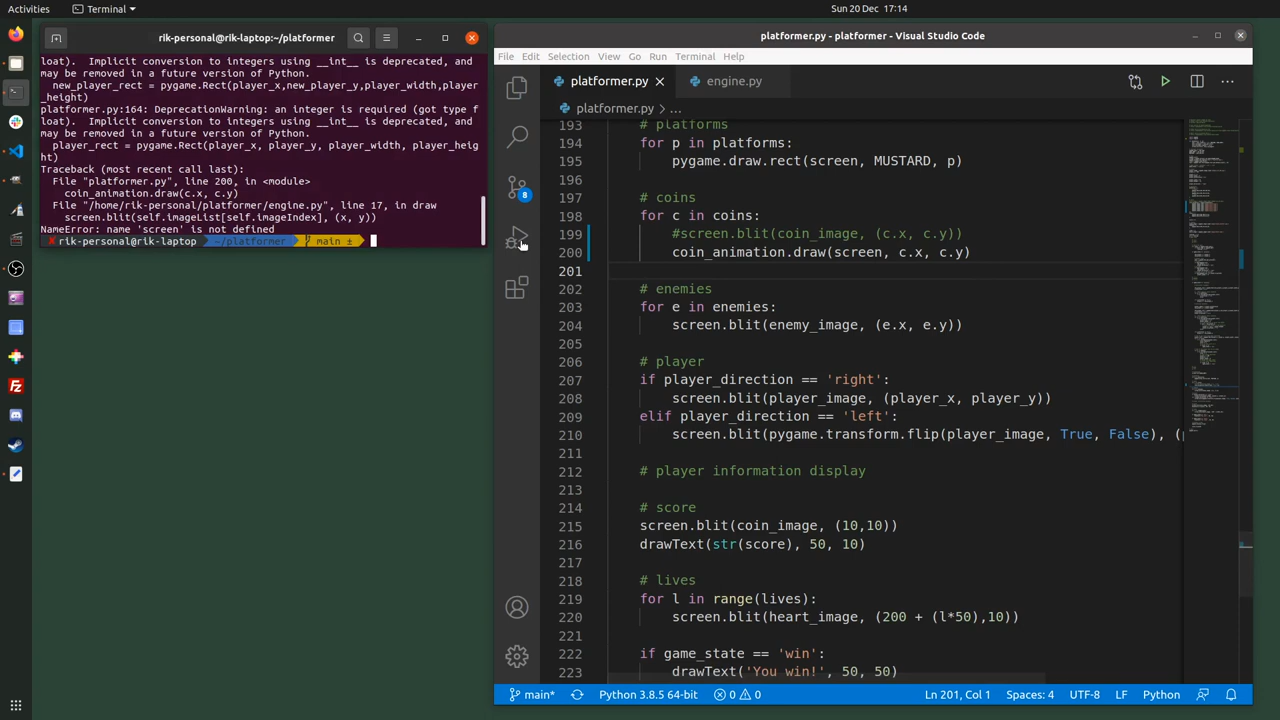 Activities
Terminal
Sun 20 Dec  17:14
rik-personal@rik-laptop:~/platformer
loat).  Implicit conversion to integers using __int__ is deprecated, and
may be removed in a future version of Python.
  new_player_rect = pygame.Rect(player_x,new_player_y,player_width,player
_height)
platformer.py:164: DeprecationWarning: an integer is required (got type f
loat).  Implicit conversion to integers using __int__ is deprecated, and
may be removed in a future version of Python.
  player_rect = pygame.Rect(player_x, player_y, player_width, player_heig
ht)
Traceback (most recent call last):
  File "platformer.py", line 200, in <module>
    coin_animation.draw(c.x, c.y)
  File "/home/rik-personal/platformer/engine.py", line 17, in draw
    screen.blit(self.imageList[self.imageIndex], (x, y))
NameError: name 'screen' is not defined
✘ rik-personal@rik-laptop ~/platformer main ±
platformer.py - platformer - Visual Studio Code
File Edit Selection View Go Run Terminal Help
platformer.py engine.py
platformer.py > ...
8
193 # platforms
194 for p in platforms:
195     pygame.draw.rect(screen, MUSTARD, p)
196
197 # coins
198 for c in coins:
199     #screen.blit(coin_image, (c.x, c.y))
200     coin_animation.draw(screen, c.x, c.y)
201
202 # enemies
203 for e in enemies:
204     screen.blit(enemy_image, (e.x, e.y))
205
206 # player
207 if player_direction == 'right':
208     screen.blit(player_image, (player_x, player_y))
209 elif player_direction == 'left':
210     screen.blit(pygame.transform.flip(player_image, True, False), (
211
212 # player information display
213
214 # score
215 screen.blit(coin_image, (10,10))
216 drawText(str(score), 50, 10)
217
218 # lives
219 for l in range(lives):
220     screen.blit(heart_image, (200 + (l*50),10))
221
222 if game_state == 'win':
223     drawText('You win!', 50, 50)
main* Python 3.8.5 64-bit 0 0 Ln 201, Col 1 Spaces: 4 UTF-8 LF Python